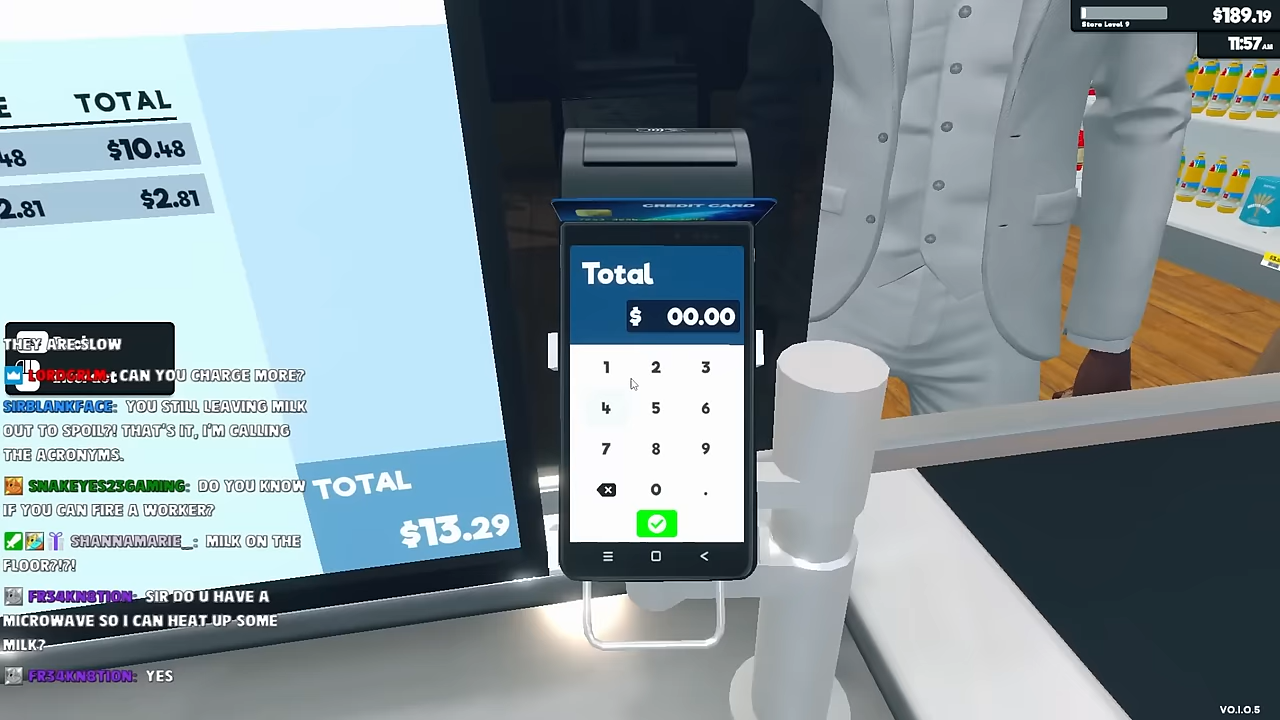 Store Level 9
$189.19
11:57 AM
E TOTAL
48 $10.48
2.81 $2.81
TOTAL
$13.29
CREDIT CARD
Total
$ 00.00
1 2 3
4 5 6
7 8 9
0 .
THEY ARE SLOW
: CAN YOU CHARGE MORE?
SIRBLANKFACE: YOU STILL LEAVING MILK
OUT TO SPOIL?! THAT'S IT, I'M CALLING
THE ACRONYMS.
SNAKEYES23GAMING: DO YOU KNOW
IF YOU CAN FIRE A WORKER?
SHANNAMARIE_: MILK ON THE
FLOOR?!?!
FR34KN8TION: SIR DO U HAVE A
MICROWAVE SO I CAN HEAT UP SOME
MILK?
FR34KN8TION: YES
V0.1.0.5